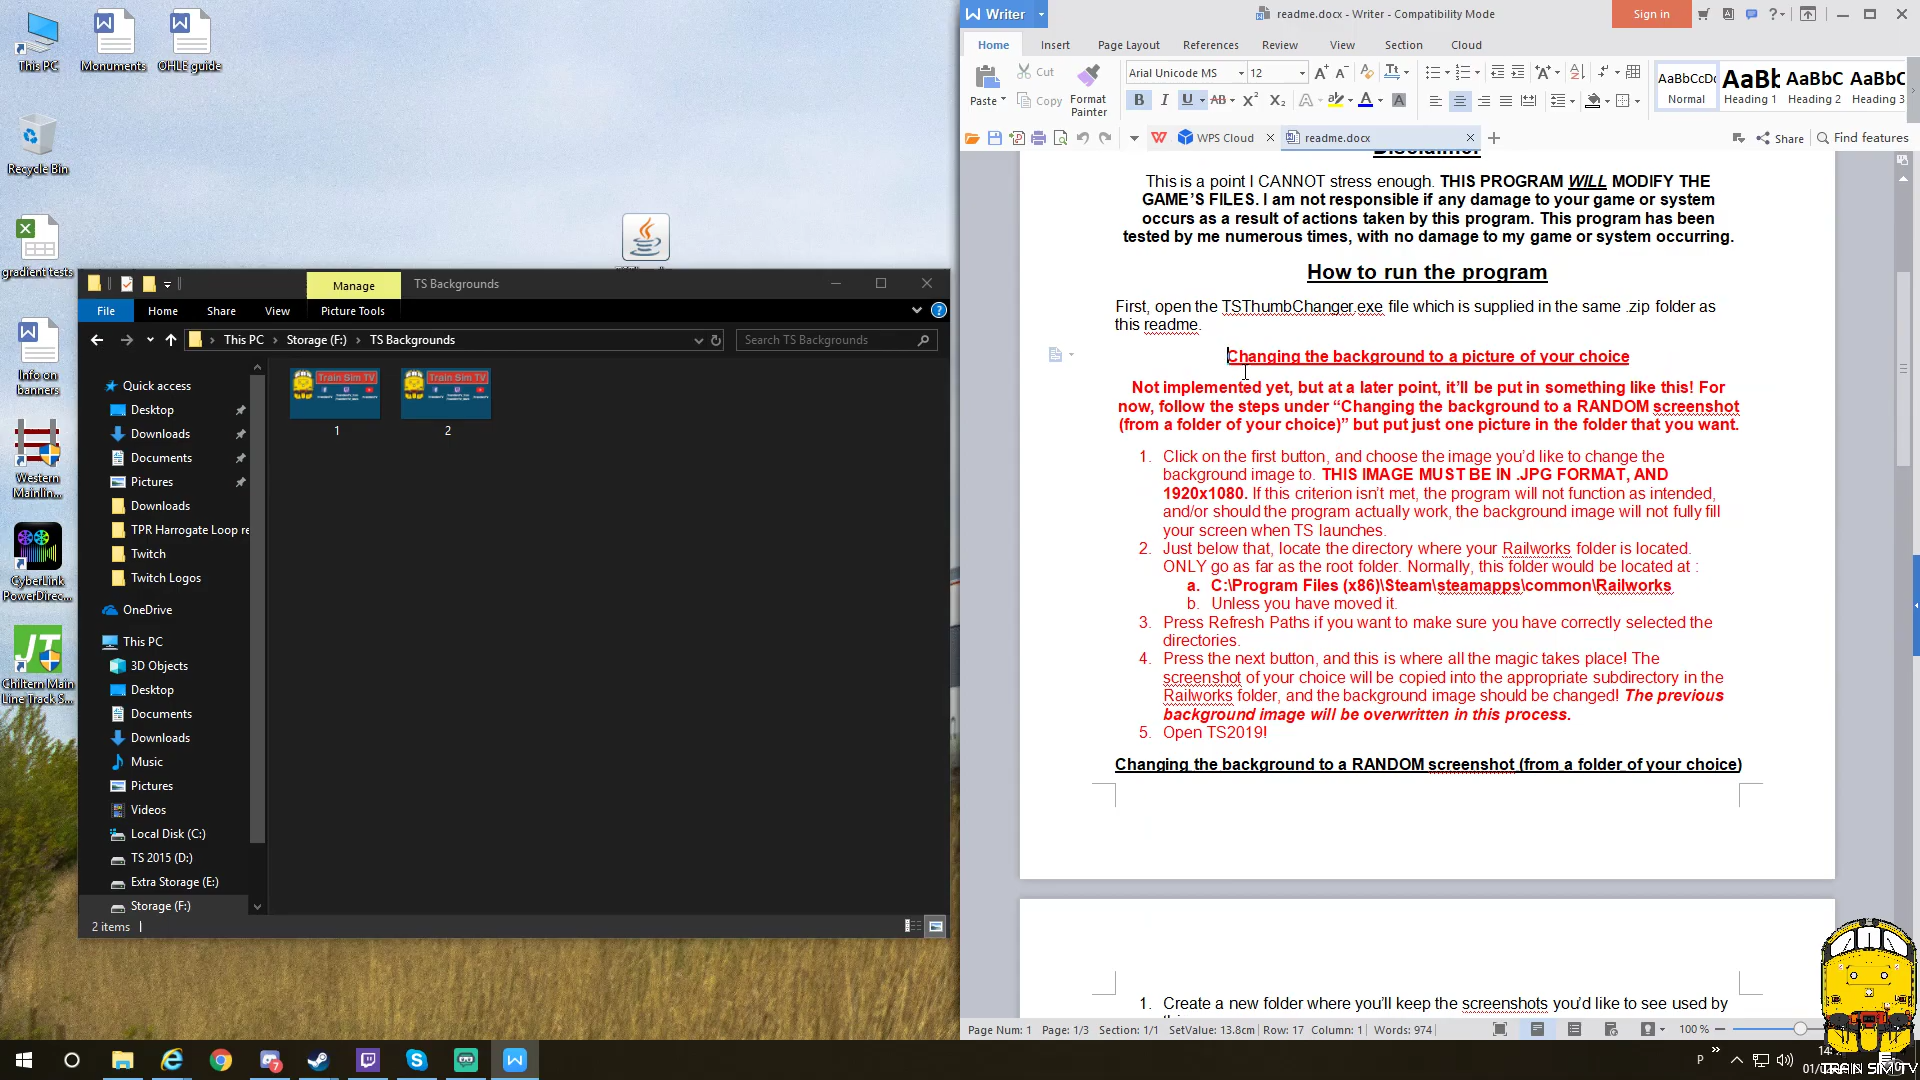 This PC
Monuments
OHLE guide
Recycle Bin
gradient tests
Info on
banners
Western
Mainlin...
CyberLink
PowerDirec...
Chiltern Main
Line Track S...
Manage
TS Backgrounds
File
Home
Share
View
Picture Tools
This PC
Storage (F:)
TS Backgrounds
Search TS Backgrounds
Quick access
Desktop
Downloads
Documents
Pictures
Downloads
TPR Harrogate Loop re
Twitch
Twitch Logos
OneDrive
This PC
3D Objects
Desktop
Documents
Downloads
Music
Pictures
Videos
Local Disk (C:)
TS 2015 (D:)
Extra Storage (E:)
Storage (F:)
Train Sim TV
1
Train Sim TV
2
2 items
Writer
readme.docx - Writer - Compatibility Mode
Sign in
Home
Insert
Page Layout
References
Review
View
Section
Cloud
Paste
Cut
Copy
Format
Painter
Arial Unicode MS
12
AaBbCcDc
Normal
AaBb
Heading 1
AaBbC
Heading 2
AaBbC
Heading 3
WPS Cloud
readme.docx
Share
Find features
Disclaimer
This is a point I CANNOT stress enough. THIS PROGRAM WILL MODIFY THE
GAME'S FILES. I am not responsible if any damage to your game or system
occurs as a result of actions taken by this program. This program has been
tested by me numerous times, with no damage to my game or system occurring.
How to run the program
First, open the TSThumbChanger.exe file which is supplied in the same .zip folder as
this readme.
Changing the background to a picture of your choice
Not implemented yet, but at a later point, it'll be put in something like this! For
now, follow the steps under “Changing the background to a RANDOM screenshot
(from a folder of your choice)” but put just one picture in the folder that you want.
1. Click on the first button, and choose the image you'd like to change the
background image to. THIS IMAGE MUST BE IN .JPG FORMAT, AND
1920x1080. If this criterion isn't met, the program will not function as intended,
and/or should the program actually work, the background image will not fully fill
your screen when TS launches.
2. Just below that, locate the directory where your Railworks folder is located.
ONLY go as far as the root folder. Normally, this folder would be located at :
a. C:\Program Files (x86)\Steam\steamapps\common\Railworks
b. Unless you have moved it.
3. Press Refresh Paths if you want to make sure you have correctly selected the
directories.
4. Press the next button, and this is where all the magic takes place! The
screenshot of your choice will be copied into the appropriate subdirectory in the
Railworks folder, and the background image should be changed! The previous
background image will be overwritten in this process.
5. Open TS2019!
Changing the background to a RANDOM screenshot (from a folder of your choice)
1. Create a new folder where you'll keep the screenshots you'd like to see used by
Page Num: 1
Page: 1/3
Section: 1/1
SetValue: 13.8cm
Row: 17
Column: 1
Words: 974
100 %
TRAIN SIM TV